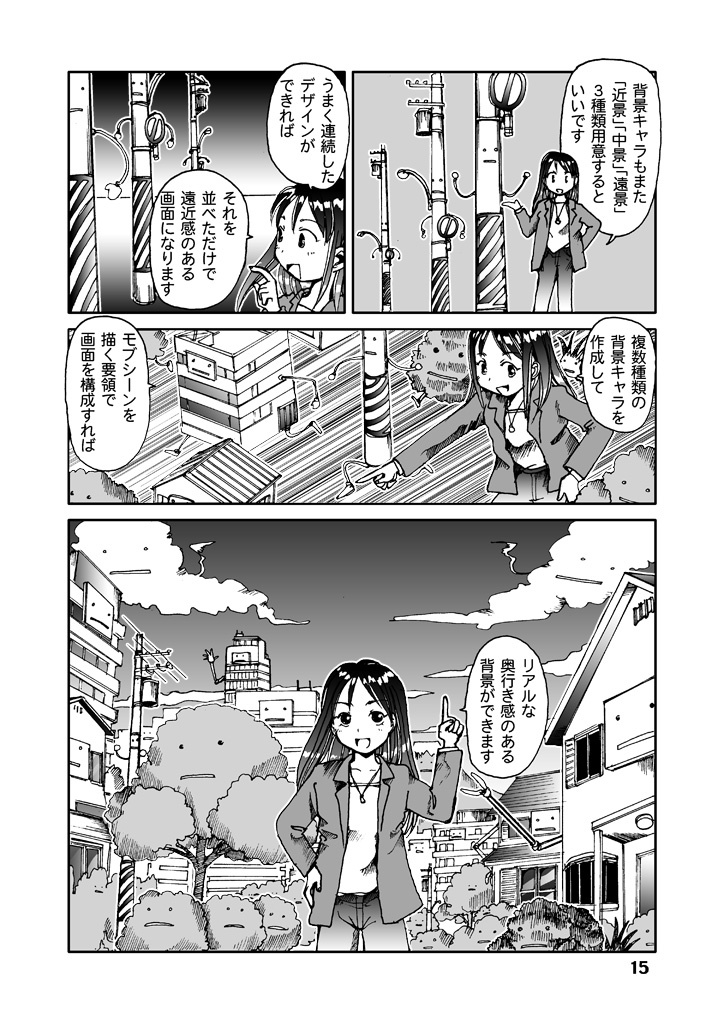 背景キャラもまた
「近景」「中景」「遠景」
３種類用意すると
いいです
うまく連続した
デザインが
できれば
それを
並べただけで
遠近感のある
画面になります
複数種類の
背景キャラを
作成して
モブシーンを
描く要領で
画面を構成すれば
リアルな
奥行き感のある
背景ができます
15